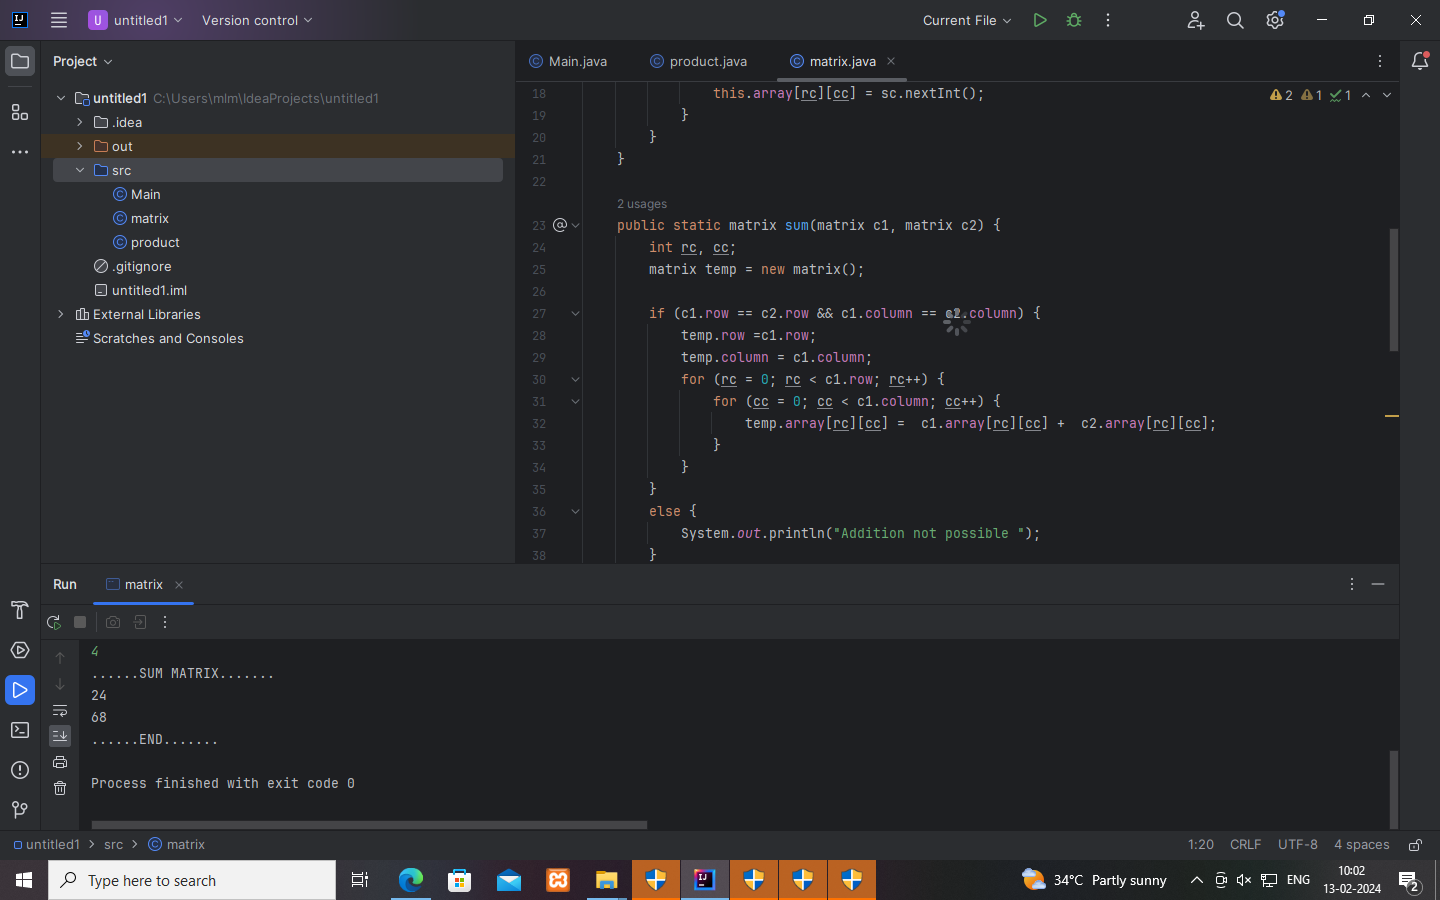 U untitled1 Version control Current File
Project
Main.java product.java matrix.java
untitled1 C:\Users\mlm\IdeaProjects\untitled1
.idea
out
src
Main
matrix
product
.gitignore
untitled1.iml
External Libraries
Scratches and Consoles
2 1 1
18 this.array[rc][cc] = sc.nextInt();
19 }
20 }
21 }
22
2 usages
23 @ public static matrix sum(matrix c1, matrix c2) {
24 int rc, cc;
25 matrix temp = new matrix();
26
27 if (c1.row == c2.row && c1.column == c2.column) {
28 temp.row =c1.row;
29 temp.column = c1.column;
30 for (rc = 0; rc < c1.row; rc++) {
31 for (cc = 0; cc < c1.column; cc++) {
32 temp.array[rc][cc] =  c1.array[rc][cc] +  c2.array[rc][cc];
33 }
34 }
35 }
36 else {
37 System.out.println("Addition not possible ");
38 }
Run matrix
4
......SUM MATRIX.......
24
68
......END.......
Process finished with exit code 0
untitled1 > src > matrix 1:20 CRLF UTF-8 4 spaces
Type here to search 34°C Partly sunny ENG 10:02
13-02-2024 2